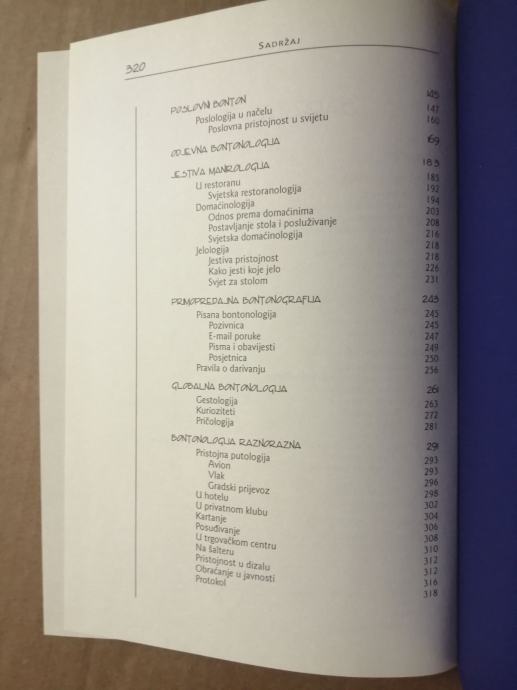 320 SADRŽAJ
POSLOVNI BONTON 145
Poslologija u načelu 147
Poslovna pristojnost u svijetu 160
ODJEVNA BONTONOLOGIJA 169
JESTIVA MANIROLOGIJA 183
U restoranu 185
Svjetska restoranologija 192
Domaćinologija 194
Odnos prema domaćinima 203
Postavljanje stola i posluživanje 208
Svjetska domaćinologija 216
Jelologija 218
Jestiva pristojnost 218
Kako jesti koje jelo 226
Svijet za stolom 231
PRIMOPREDAJNA BONTONOGRAFIJA 243
Pisana bontonologija 245
Pozivnica 245
E-mail poruke 247
Pisma i obavijesti 249
Posjetnica 250
Pravila o darivanju 256
GLOBALNA BONTONOLOGIJA 261
Gestologija 263
Kurioziteti 272
Pričologija 281
BONTONOLOGIJA RAZNORAZNA 291
Pristojna putologija 293
Avion 293
Vlak 296
Gradski prijevoz 298
U hotelu 302
U privatnom klubu 304
Kartanje 306
Posuđivanje 308
U trgovačkom centru 310
Na šalteru 312
Pristojnost u dizalu 312
Obraćanje u javnosti 316
Protokol 318